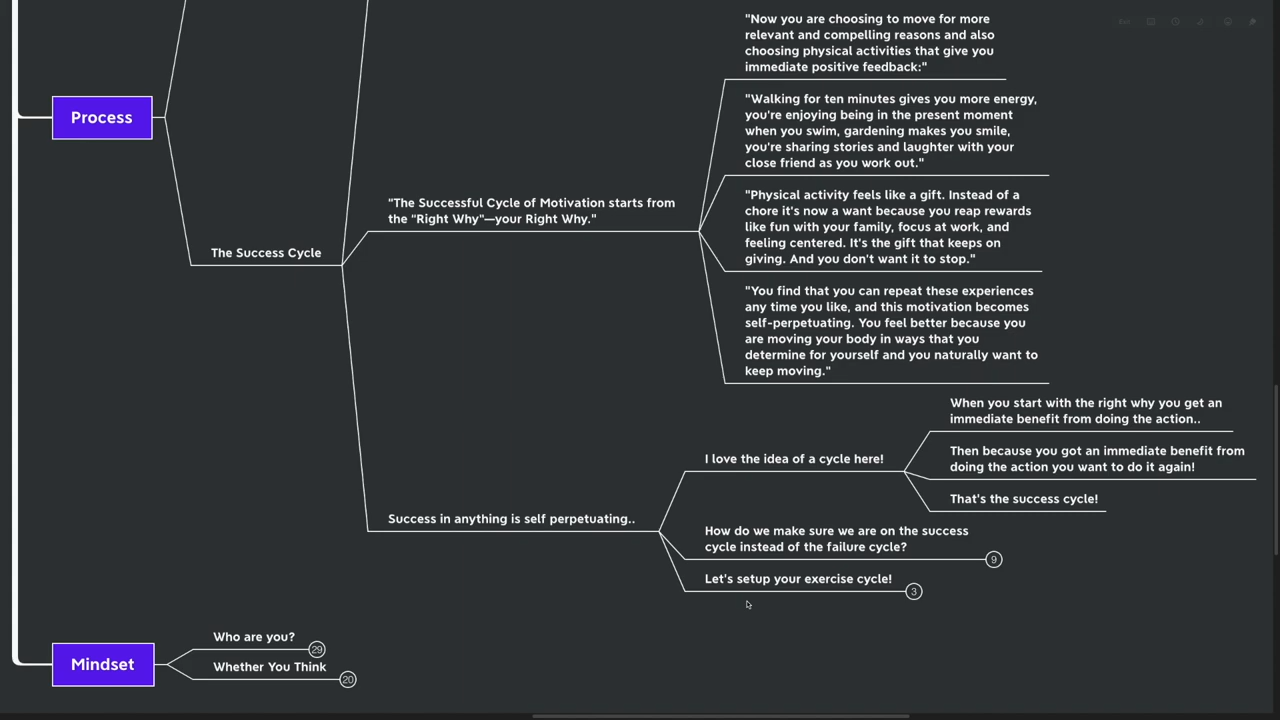 "Now you are choosing to move for more
relevant and compelling reasons and also
choosing physical activities that give you
immediate positive feedback:"
Process
"Walking for ten minutes gives you more energy,
you're enjoying being in the present moment
when you swim, gardening makes you smile,
you're sharing stories and laughter with your
close friend as you work out."
"The Successful Cycle of Motivation starts from
the "Right Why"—your Right Why."
"Physical activity feels like a gift. Instead of a
chore it's now a want because you reap rewards
like fun with your family, focus at work, and
feeling centered. It's the gift that keeps on
giving. And you don't want it to stop."
The Success Cycle
"You find that you can repeat these experiences
any time you like, and this motivation becomes
self-perpetuating. You feel better because you
are moving your body in ways that you
determine for yourself and you naturally want to
keep moving."
When you start with the right why you get an
immediate benefit from doing the action..
I love the idea of a cycle here!
Then because you got an immediate benefit from
doing the action you want to do it again!
That's the success cycle!
Success in anything is self perpetuating..
How do we make sure we are on the success
cycle instead of the failure cycle?
9
Let's setup your exercise cycle!
3
Mindset
Who are you?
29
Whether You Think
20